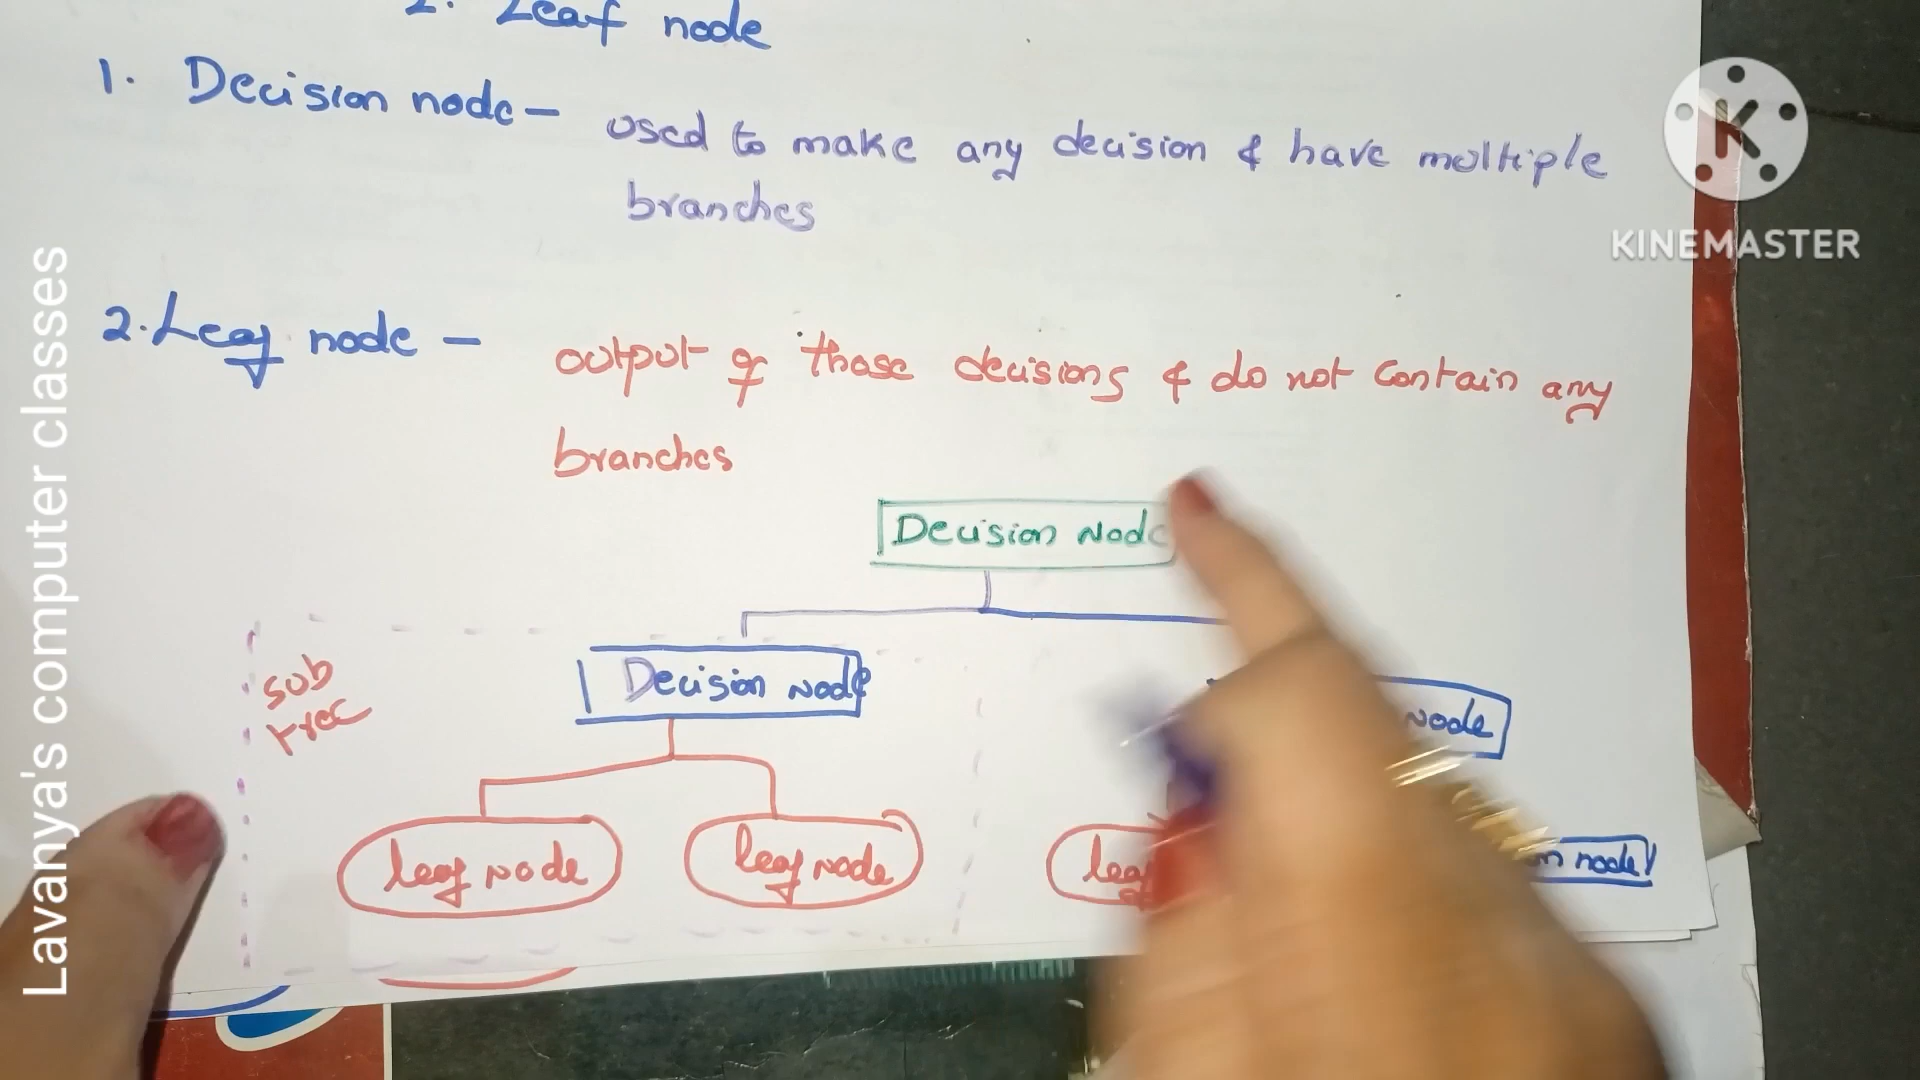 2. Leaf node
1. Decision node - used to make any decision & have multiple
branches
2. Leaf node - output of those decisions & do not contain any
branches
Decision Node
sub
tree
Decision Node
Node
leaf node
leaf node
node
KINEMASTER
Lavanya's computer classes